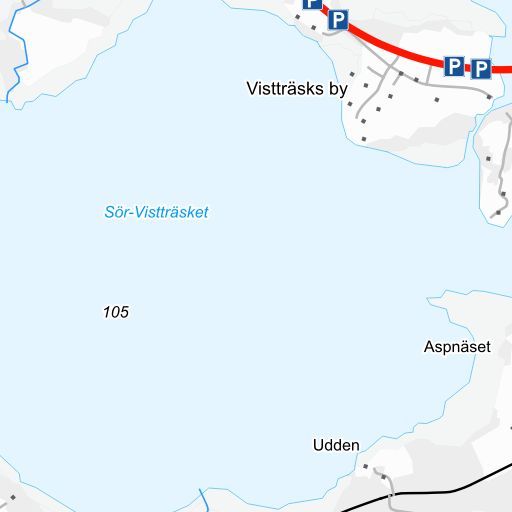 P
P
P P
Vistträsks by
Sör-Vistträsket
105
Aspnäset
Udden